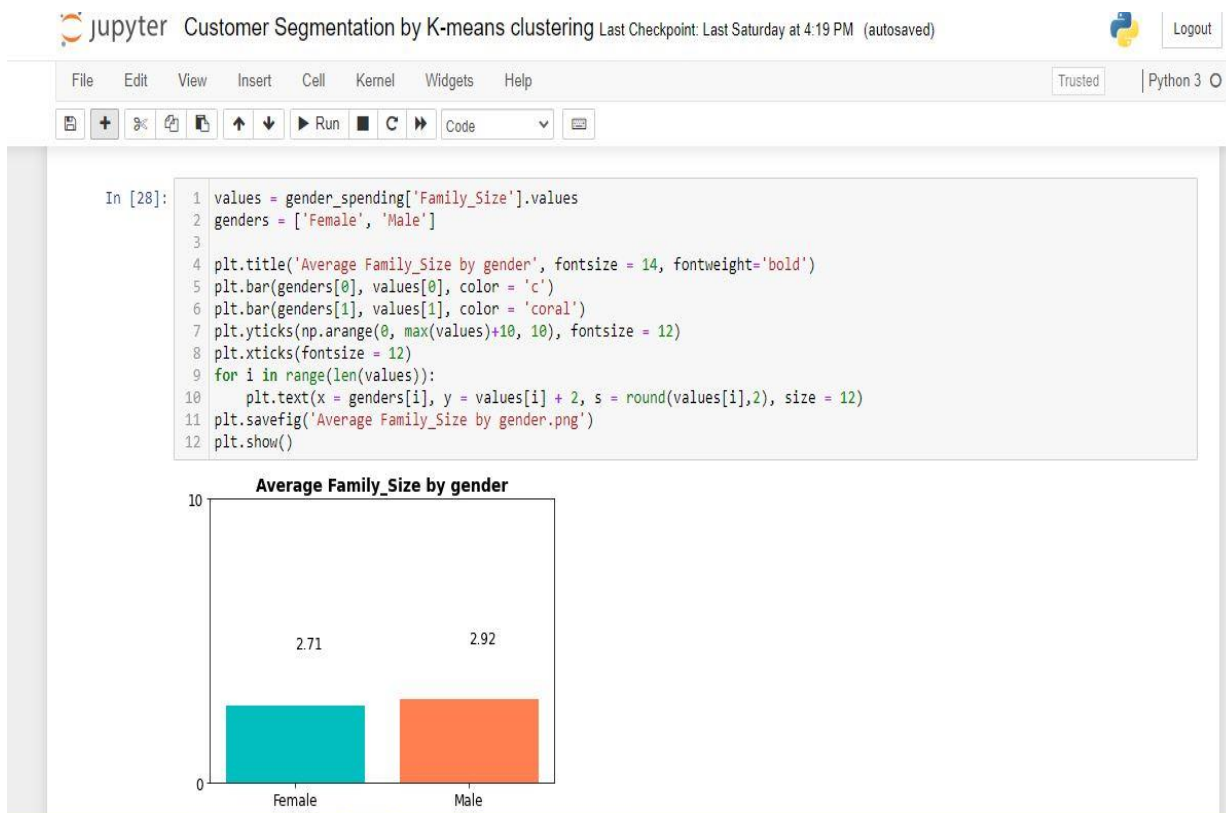 jupyter Customer Segmentation by K-means clustering Last Checkpoint: Last Saturday at 4:19 PM (autosaved) Logout
File Edit View Insert Cell Kernel Widgets Help Trusted Python 3
Run Code
In [28]:
1 values = gender_spending['Family_Size'].values
2 genders = ['Female', 'Male']
3
4 plt.title('Average Family_Size by gender', fontsize = 14, fontweight='bold')
5 plt.bar(genders[0], values[0], color = 'c')
6 plt.bar(genders[1], values[1], color = 'coral')
7 plt.yticks(np.arange(0, max(values)+10, 10), fontsize = 12)
8 plt.xticks(fontsize = 12)
9 for i in range(len(values)):
10     plt.text(x = genders[i], y = values[i] + 2, s = round(values[i],2), size = 12)
11 plt.savefig('Average Family_Size by gender.png')
12 plt.show()
Average Family_Size by gender
10
2.71 2.92
0
Female Male